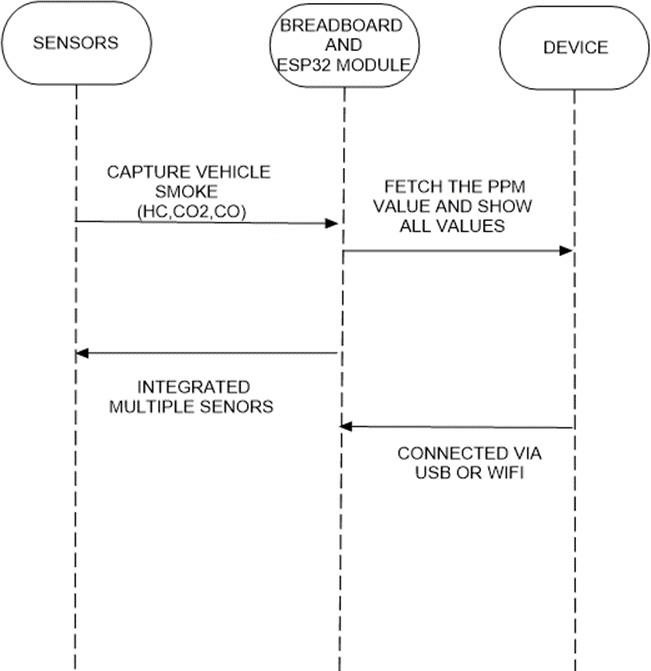 SENSORS
BREADBOARD
AND
ESP32 MODULE
DEVICE
CAPTURE VEHICLE
SMOKE
(HC,CO2,CO)
FETCH THE PPM
VALUE AND SHOW
ALL VALUES
INTEGRATED
MULTIPLE SENORS
CONNECTED VIA
USB OR WIFI